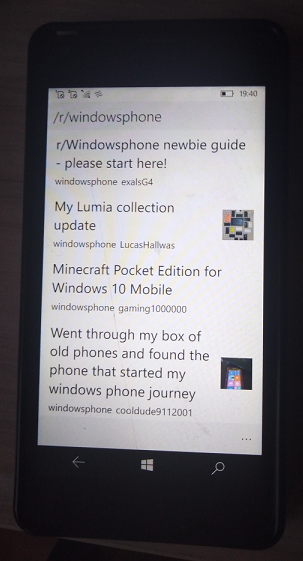 19:40
/r/windowsphone
r/Windowsphone newbie guide
- please start here!
windowsphone exalsG4
My Lumia collection
update
windowsphone LucasHallwas
Minecraft Pocket Edition for
Windows 10 Mobile
windowsphone gaming1000000
Went through my box of
old phones and found the
phone that started my
windows phone journey
windowsphone cooldude9112001
...